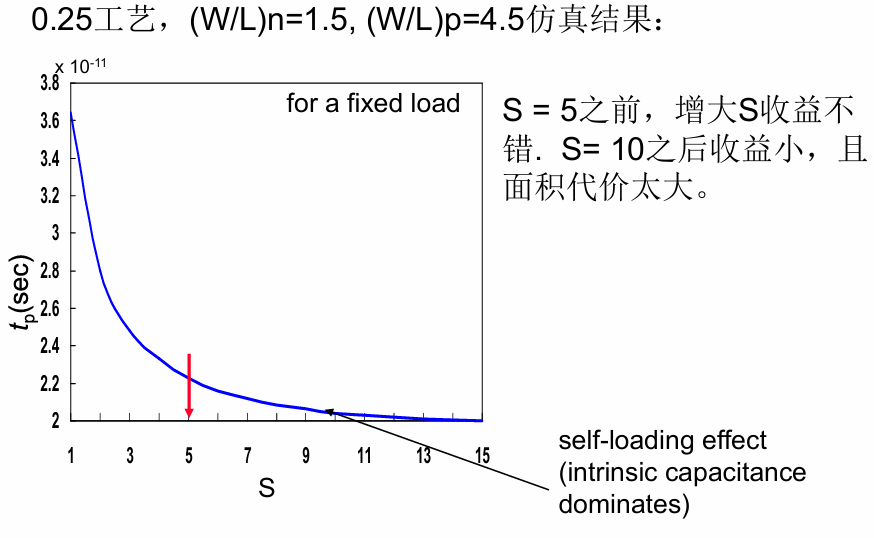 0.25工艺，(W/L)n=1.5, (W/L)p=4.5仿真结果：
x 10-11
3.8
3.6
3.4
3.2
3
2.8
2.6
2.4
2.2
2
tp(sec)
for a fixed load
1 3 5 7 9 11 13 15
S
S = 5之前，增大S收益不
错. S= 10之后收益小，且
面积代价太大。
self-loading effect
(intrinsic capacitance
dominates)